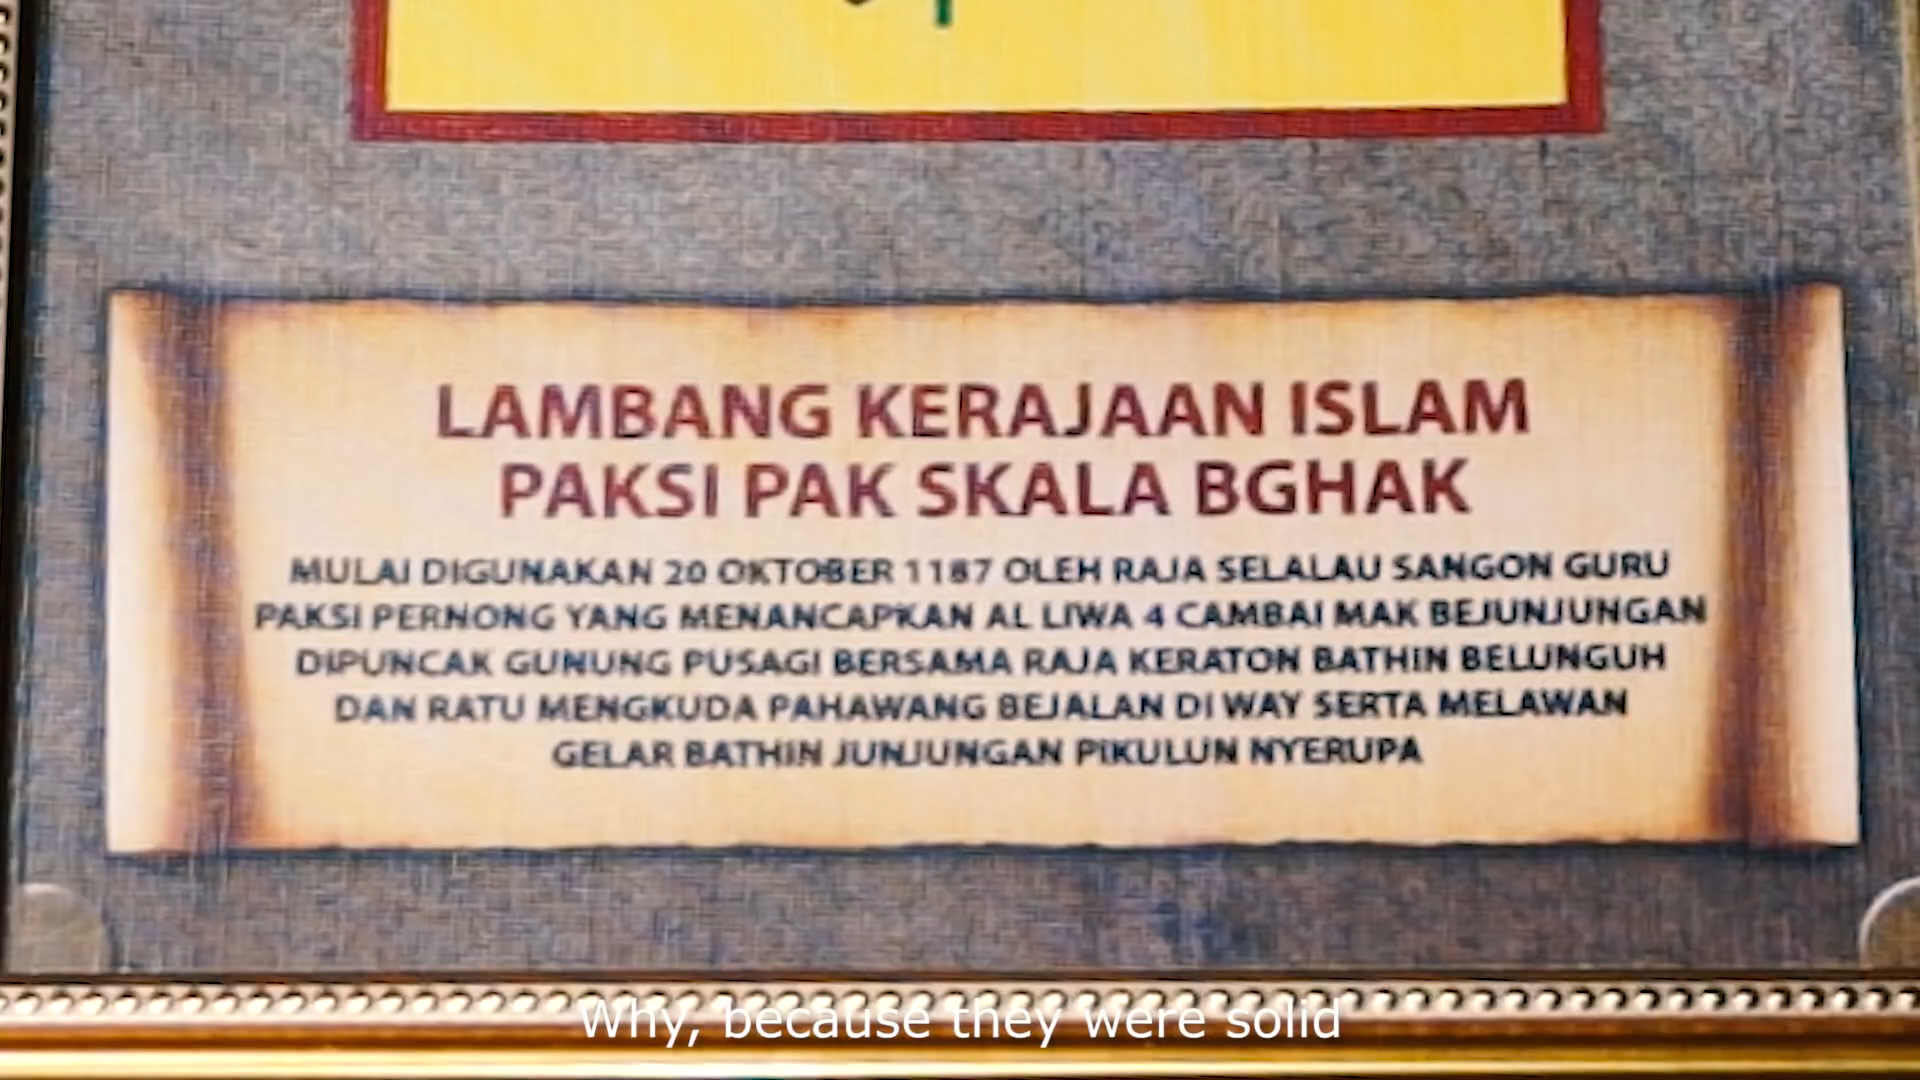 LAMBANG KERAJAAN ISLAM
PAKSI PAK SKALA BGHAK
MULAI DIGUNAKAN 20 OKTOBER 1187 OLEH RAJA SELALAU SANGON GURU
PAKSI PERNONG YANG MENANCAPKAN AL LIWA 4 CAMBAI MAK BEJUNJUNGAN
DIPUNCAK GUNUNG PUSAGI BERSAMA RAJA KERATON BATHIN BELUNGUH
DAN RATU MENGKUDA PAHAWANG BEJALAN DI WAY SERTA MELAWAN
GELAR BATHIN JUNJUNGAN PIKULUN NYERUPA
Why, because they were solid